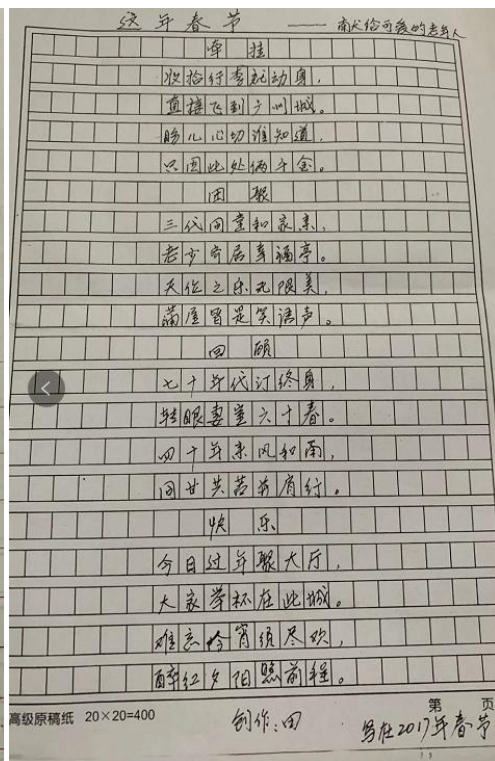 这年春节 —— 献给可爱的老年人
牵挂
收拾行李就动身，
直接飞到广州城。
盼儿心切谁知道，
只因此处俩千金。
团聚
三代同堂和家亲，
老少寄居幸福亭。
天伦之乐无限美，
满屋皆是笑语声。
回顾
七十年代订终身，
转眼妻室六十春。
四十年来风和雨，
同甘共苦并肩行。
快乐
今日过年聚大厅，
大家举杯在此城。
难忘今宵须尽欢，
醉红夕阳照前程。
第 页
高级原稿纸 20×20=400
创作：田
写在2017年春节